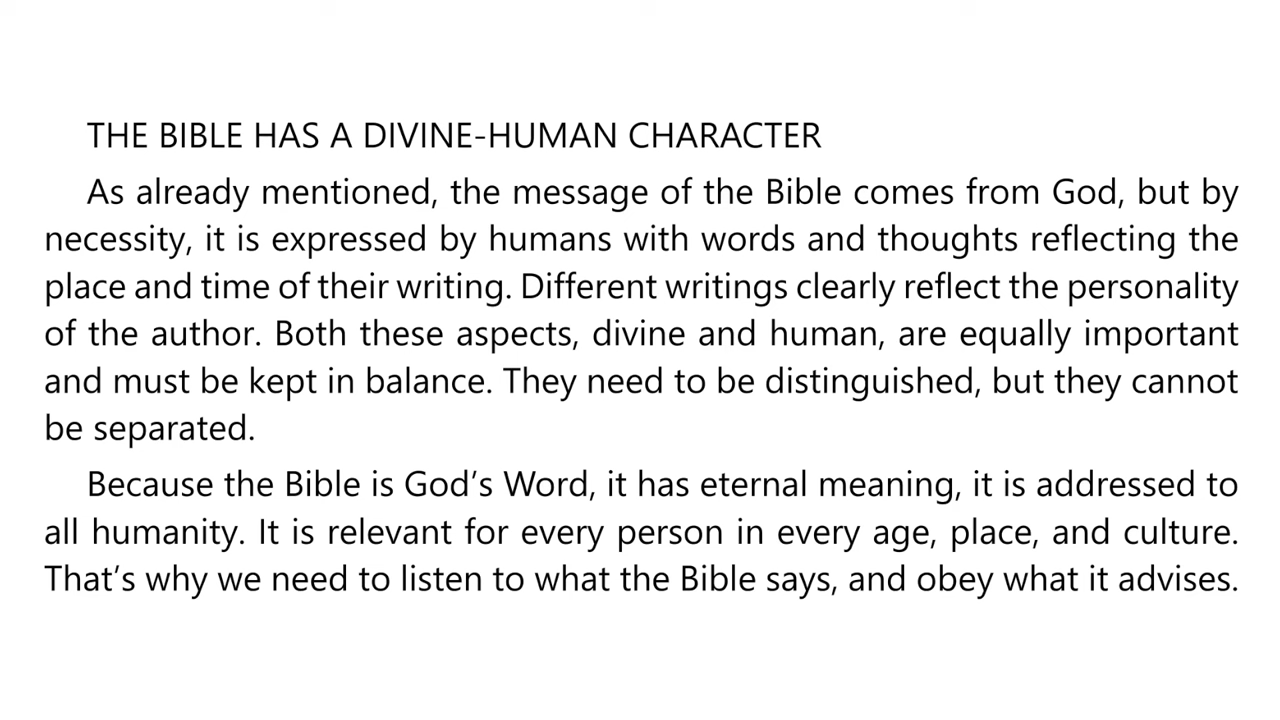 THE BIBLE HAS A DIVINE-HUMAN CHARACTER
As already mentioned, the message of the Bible comes from God, but by
necessity, it is expressed by humans with words and thoughts reflecting the
place and time of their writing. Different writings clearly reflect the personality
of the author. Both these aspects, divine and human, are equally important
and must be kept in balance. They need to be distinguished, but they cannot
be separated.
Because the Bible is God’s Word, it has eternal meaning, it is addressed to
all humanity. It is relevant for every person in every age, place, and culture.
That’s why we need to listen to what the Bible says, and obey what it advises.